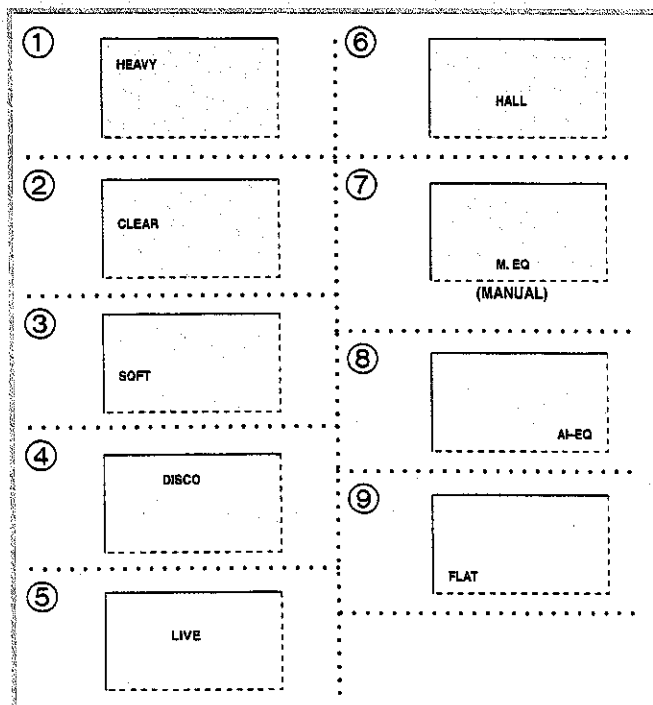 ①
HEAVY
②
CLEAR
③
SOFT
④
DISCO
⑤
LIVE
⑥
HALL
⑦
M. EQ
(MANUAL)
⑧
AI-EQ
⑨
FLAT